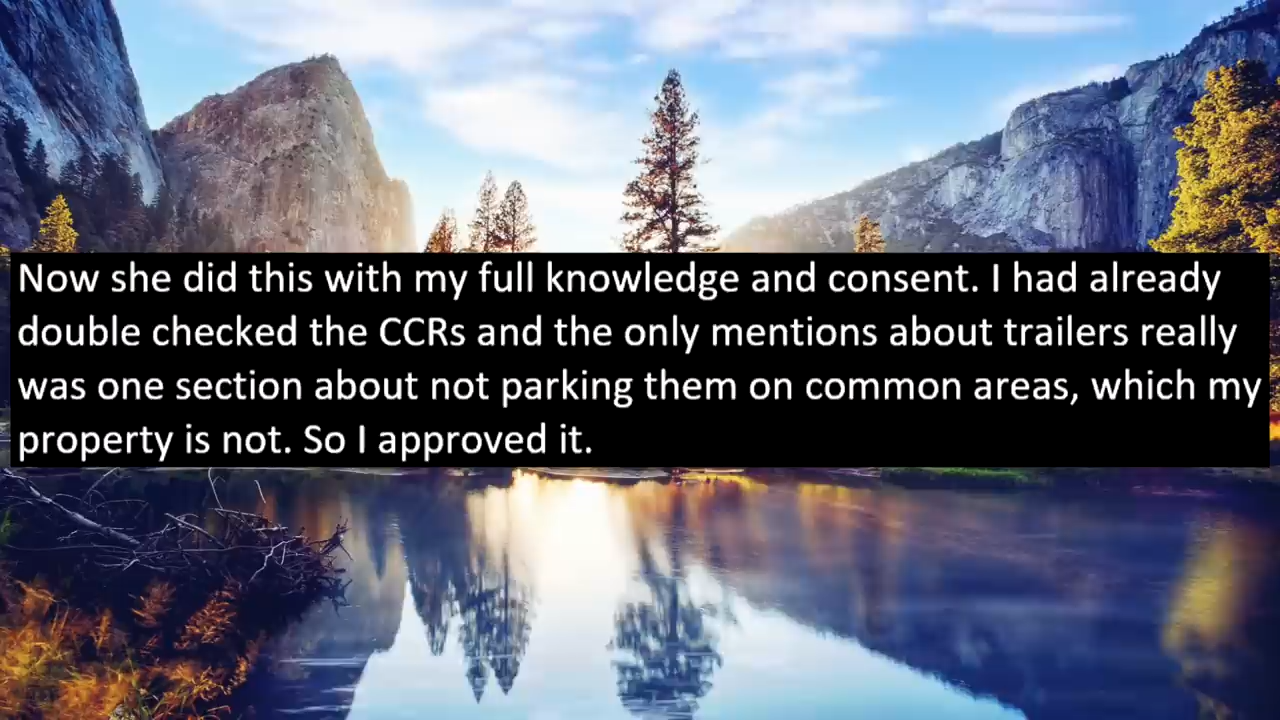 Now she did this with my full knowledge and consent. I had already
double checked the CCRs and the only mentions about trailers really
was one section about not parking them on common areas, which my
property is not. So I approved it.